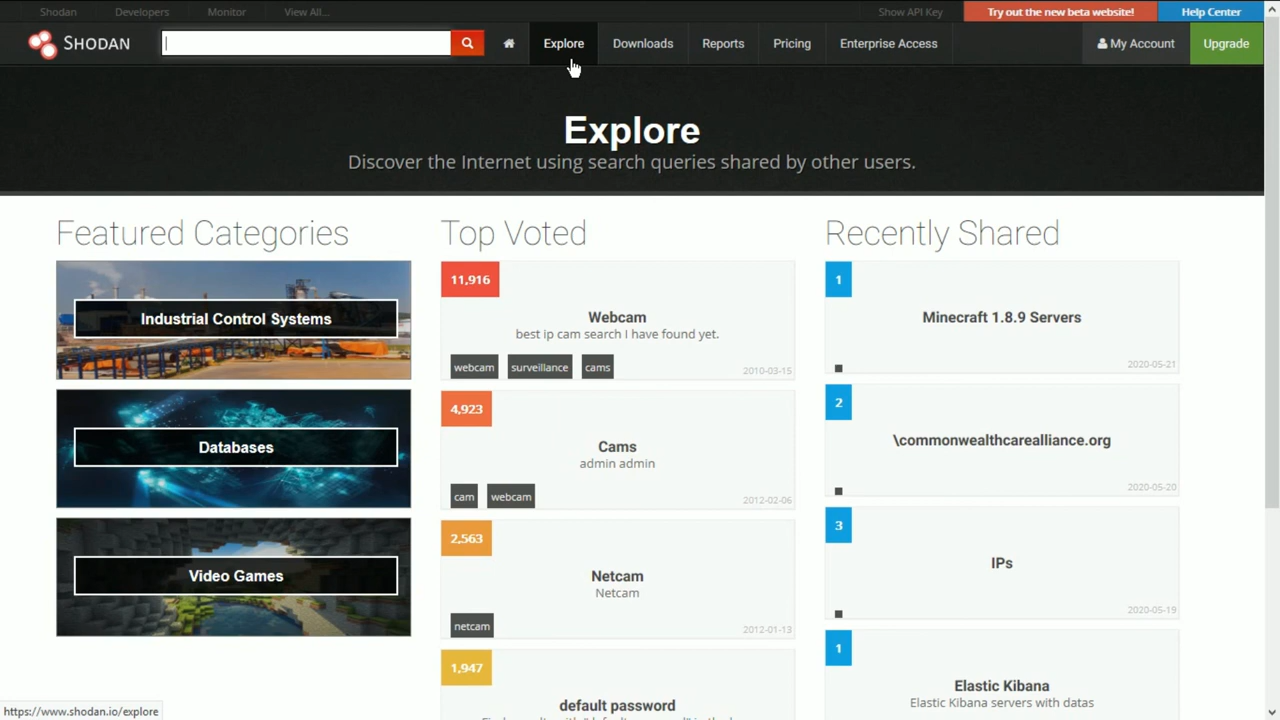 Shodan Developers Monitor View All... Show API Key Try out the new beta website! Help Center
SHODAN Explore Downloads Reports Pricing Enterprise Access My Account Upgrade
Explore
Discover the Internet using search queries shared by other users.
Featured Categories
Industrial Control Systems
Databases
Video Games
Top Voted
11,916
Webcam
best ip cam search I have found yet.
webcam surveillance cams
2010-03-15
4,923
Cams
admin admin
cam webcam
2012-02-06
2,563
Netcam
Netcam
netcam
2012-01-13
1,947
default password
Recently Shared
1
Minecraft 1.8.9 Servers
2020-05-21
2
\commonwealthcarealliance.org
2020-05-20
3
IPs
2020-05-19
1
Elastic Kibana
Elastic Kibana servers with datas
https://www.shodan.io/explore